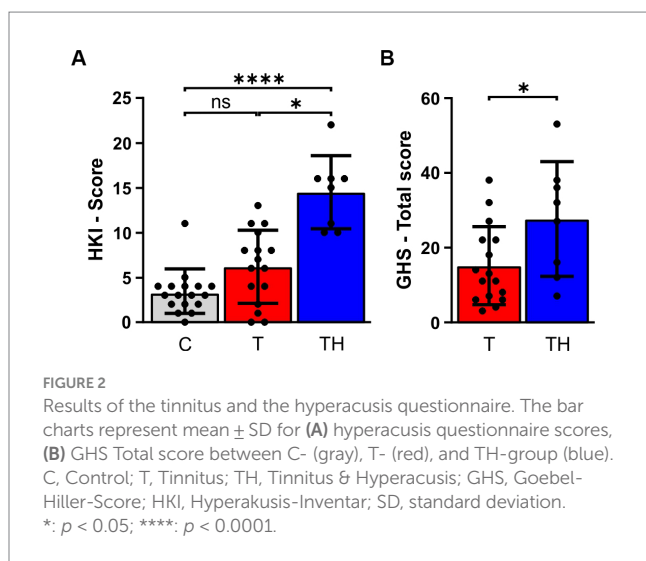 A
B
****
ns
*
*
HKI - Score
25
20
15
10
5
0
C
T
TH
GHS - Total score
60
40
20
0
T
TH
FIGURE 2
Results of the tinnitus and the hyperacusis questionnaire. The bar
charts represent mean ± SD for (A) hyperacusis questionnaire scores,
(B) GHS Total score between C- (gray), T- (red), and TH-group (blue).
C, Control; T, Tinnitus; TH, Tinnitus & Hyperacusis; GHS, Goebel-
Hiller-Score; HKI, Hyperakusis-Inventar; SD, standard deviation.
*: p < 0.05; ****: p < 0.0001.